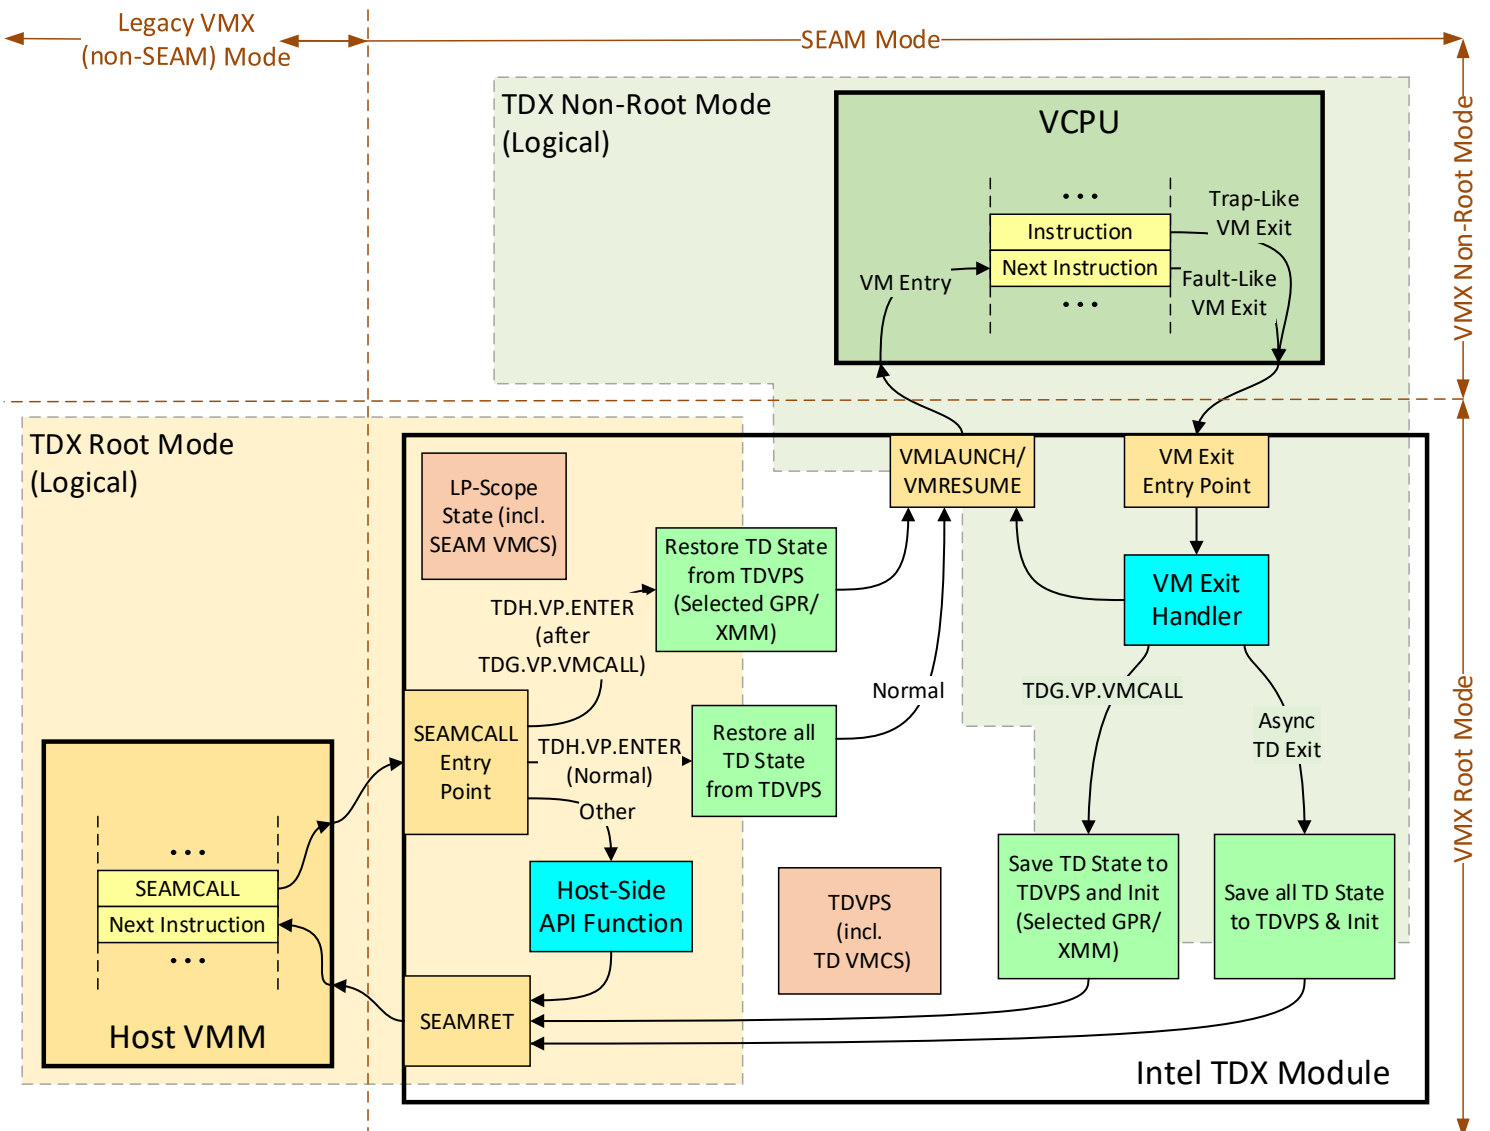 Legacy VMX
(non-SEAM) Mode
SEAM Mode
TDX Non-Root Mode
(Logical)
VCPU
...
Trap-Like
VM Exit
Instruction
Next Instruction
VM Entry
Fault-Like
VM Exit
...
VMX Non-Root Mode
TDX Root Mode
(Logical)
LP-Scope
State (incl.
SEAM VMCS)
VMLAUNCH/
VMRESUME
VM Exit
Entry Point
Restore TD State
from TDVPS
(Selected GPR/
XMM)
VM Exit
Handler
TDH.VP.ENTER
(after
TDG.VP.VMCALL)
Normal
TDG.VP.VMCALL
Async
TD Exit
SEAMCALL
Entry
Point
TDH.VP.ENTER
(Normal)
Other
Restore all
TD State
from TDVPS
VMX Root Mode
...
SEAMCALL
Next Instruction
...
Host VMM
Host-Side
API Function
TDVPS
(incl.
TD VMCS)
Save TD State to
TDVPS and Init
(Selected GPR/
XMM)
Save all TD State
to TDVPS & Init
SEAMRET
Intel TDX Module